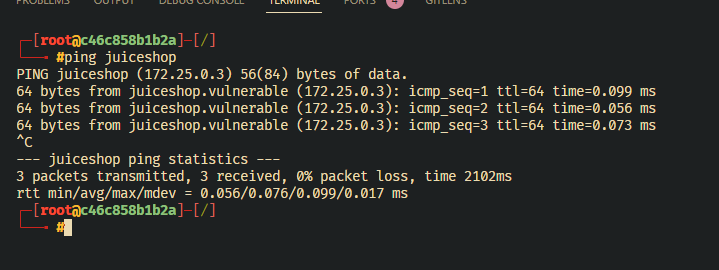 PROBLEMS OUTPUT DEBUG CONSOLE TERMINAL PORTS 4 GITLENS
┌─[root@c46c858b1b2a]─[/]
└──╼ #ping juiceshop
PING juiceshop (172.25.0.3) 56(84) bytes of data.
64 bytes from juiceshop.vulnerable (172.25.0.3): icmp_seq=1 ttl=64 time=0.099 ms
64 bytes from juiceshop.vulnerable (172.25.0.3): icmp_seq=2 ttl=64 time=0.056 ms
64 bytes from juiceshop.vulnerable (172.25.0.3): icmp_seq=3 ttl=64 time=0.073 ms
^C
--- juiceshop ping statistics ---
3 packets transmitted, 3 received, 0% packet loss, time 2102ms
rtt min/avg/max/mdev = 0.056/0.076/0.099/0.017 ms
┌─[root@c46c858b1b2a]─[/]
└──╼ #